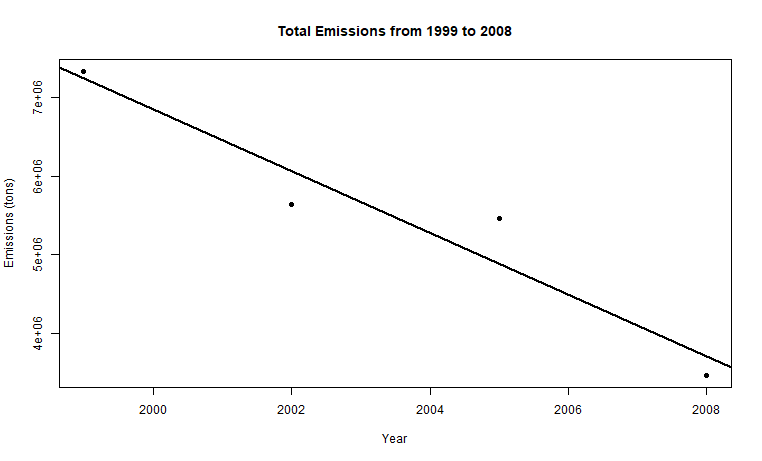 Total Emissions from 1999 to 2008
Emissions (tons)
7e+06
6e+06
5e+06
4e+06
2000 2002 2004 2006 2008
Year